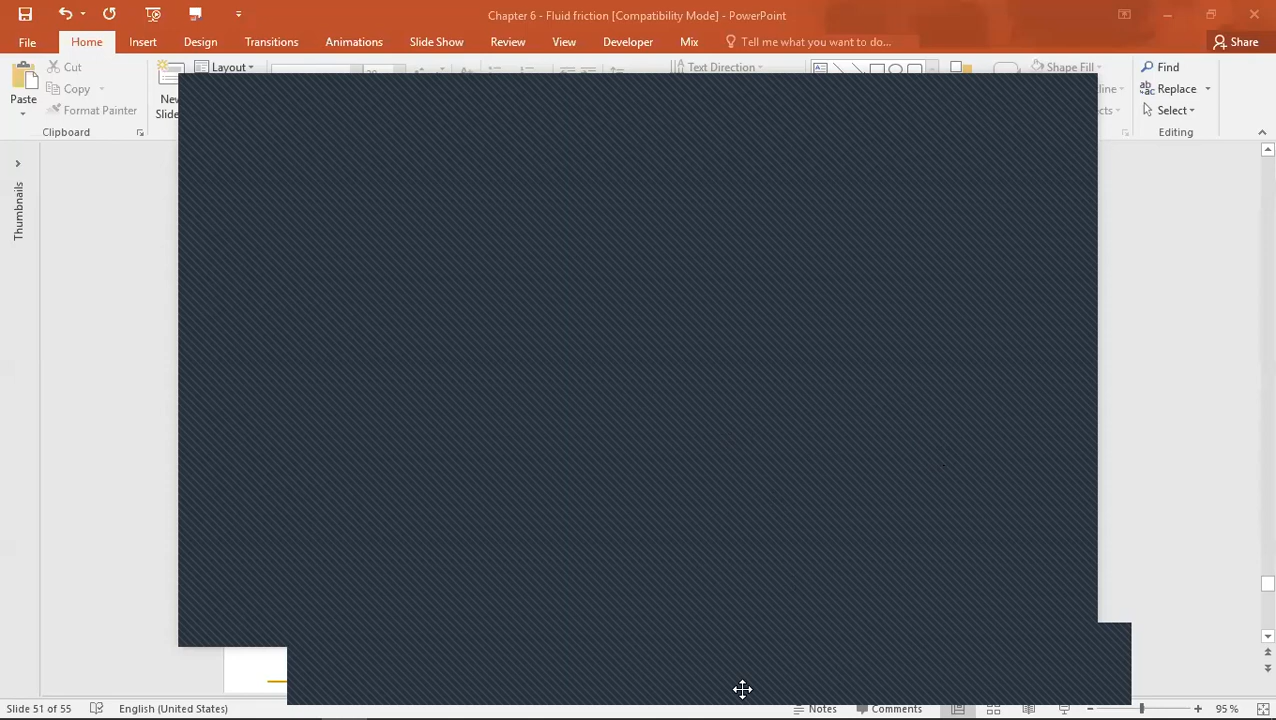 Chapter 6 - Fluid friction [Compatibility Mode] - PowerPoint
File Home Insert Design Transitions Animations Slide Show Review View Developer Mix Tell me what you want to do... Share
Cut Layout Text Direction Shape Fill Find
Copy Replace
Paste New
Format Painter Slide Select
Clipboard Editing
Thumbnails
Slide 51 of 55 English (United States) Notes Comments 95 %